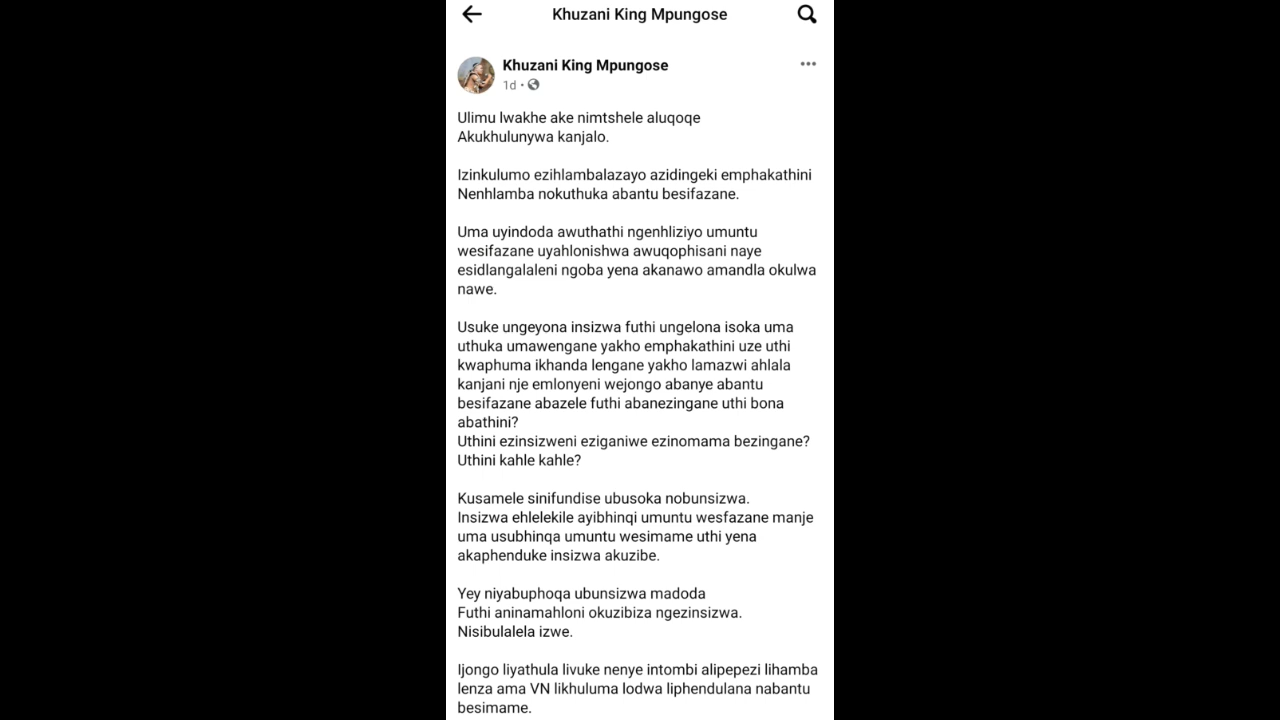 Khuzani King Mpungose
Khuzani King Mpungose
1d
Ulimu lwakhe ake nimtshele aluqoqe
Akukhulunywa kanjalo.
Izinkulumo ezihlambalazayo azidingeki emphakathini
Nenhlamba nokuthuka abantu besifazane.
Uma uyindoda awuthathi ngenhliziyo umuntu
wesifazane uyahlonishwa awuqophisani naye
esidlangalaleni ngoba yena akanawo amandla okulwa
nawe.
Usuke ungeyona insizwa futhi ungelona isoka uma
uthuka umawengane yakho emphakathini uze uthi
kwaphuma ikhanda lengane yakho lamazwi ahlala
kanjani nje emlonyeni wejongo abanye abantu
besifazane abazele futhi abanezingane uthi bona
abathini?
Uthini ezinsizweni eziganiwe ezinomama bezingane?
Uthini kahle kahle?
Kusamele sinifundise ubusoka nobunsizwa.
Insizwa ehlelekile ayibhinqi umuntu wesfazane manje
uma usubhinqa umuntu wesimame uthi yena
akaphenduke insizwa akuzibe.
Yey niyabuphoqa ubunsizwa madoda
Futhi aninamahloni okuzibiza ngezinsizwa.
Nisibulalela izwe.
Ijongo liyathula livuke nenye intombi alipepezi lihamba
lenza ama VN likhuluma lodwa liphendulana nabantu
besimame.